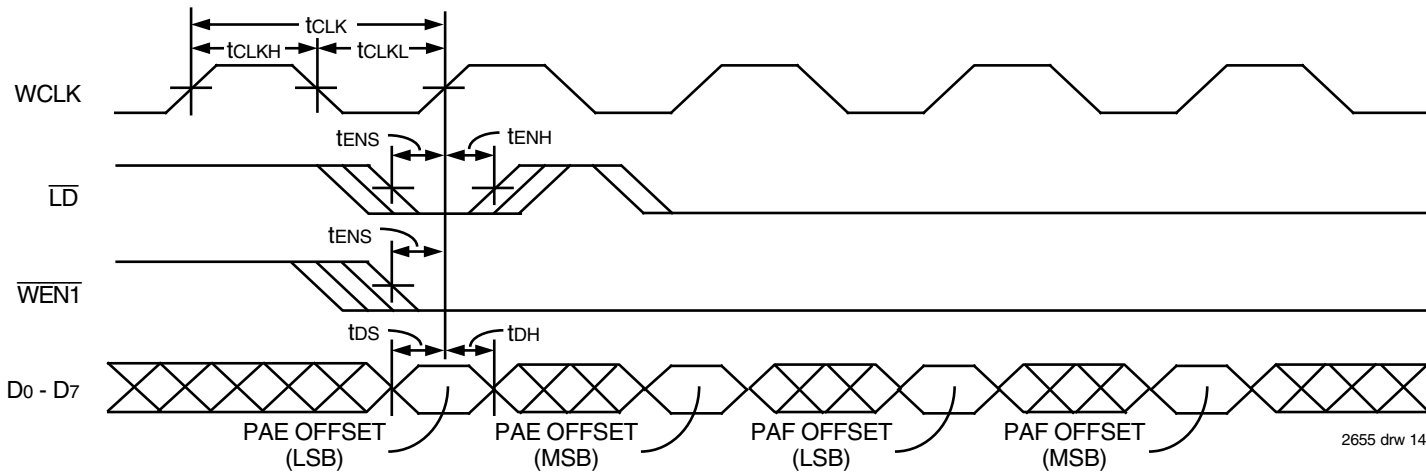 tCLK
tCLKH tCLKL
WCLK
tENS tENH
LD
tENS
WEN1
tDS tDH
D0 - D7
PAE OFFSET (LSB)
PAE OFFSET (MSB)
PAF OFFSET (LSB)
PAF OFFSET (MSB)
2655 drw 14